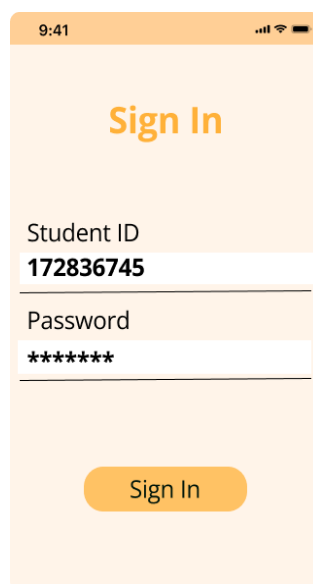 9:41
Sign In
Student ID
172836745
Password
*******
Sign In